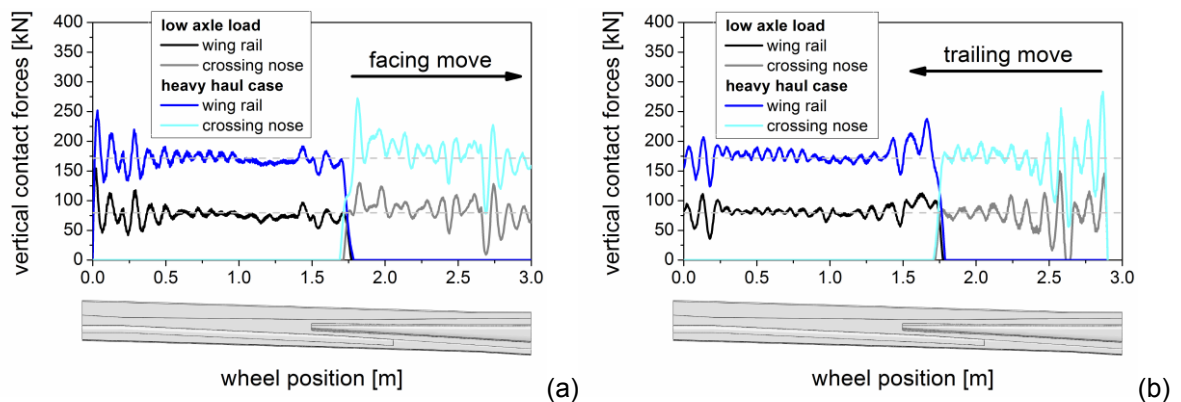 vertical contact forces [kN]
400
350
300
250
200
150
100
50
0
low axle load
wing rail
crossing nose
heavy haul case
wing rail
crossing nose
facing move
0.0 0.5 1.0 1.5 2.0 2.5 3.0
wheel position [m]
(a)
vertical contact forces [kN]
400
350
300
250
200
150
100
50
0
low axle load
wing rail
crossing nose
heavy haul case
wing rail
crossing nose
trailing move
0.0 0.5 1.0 1.5 2.0 2.5 3.0
wheel position [m]
(b)